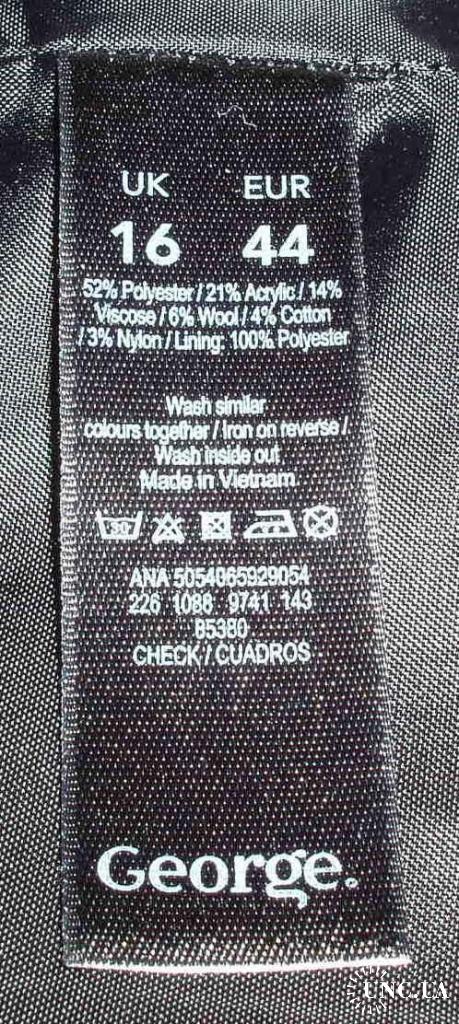 UK EUR
16 44
52% Polyester / 21% Acrylic / 14%
Viscose / 6% Wool / 4% Cotton
/ 3% Nylon / Lining: 100% Polyester
Wash similar
colours together / Iron on reverse /
Wash inside out
Made in Vietnam
30
ANA 5054065929054
226 1086 9741 143
B5380
CHECK / CUADROS
George.
UNC.UA